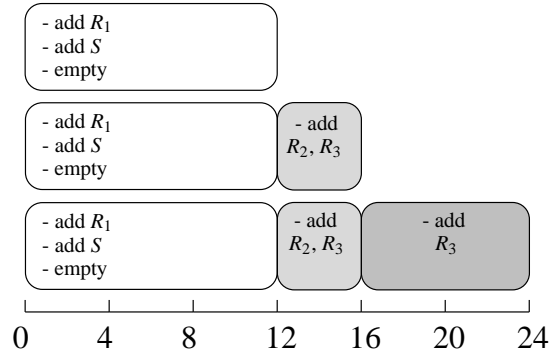 - add R₁
- add S
- empty
- add R₁
- add S
- empty
- add
R₂, R₃
- add R₁
- add S
- empty
- add
R₂, R₃
- add
R₃
0 4 8 12 16 20 24